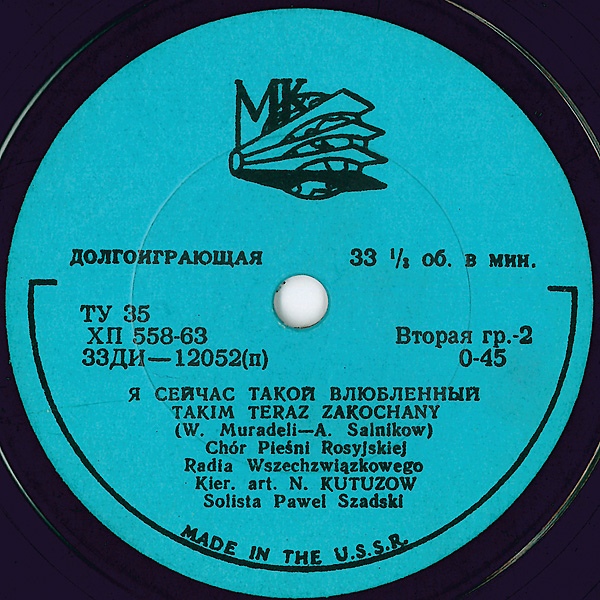 МК
ДОЛГОИГРАЮЩАЯ 33 ⅓ об. в мин.
ТУ 35
ХП 558-63 Вторая гр.-2
33ДИ—12052(п) 0-45
Я СЕЙЧАС ТАКОЙ ВЛЮБЛЕННЫЙ
TAKIM TERAZ ZAKOCHANY
(W. Muradeli—A. Salnikow)
Chór Pieśni Rosyjskiej
Radia Wszechzwiązkowego
Kier. art. N. KUTUZOW
Solista Pawel Szadski
MADE IN THE U.S.S.R.